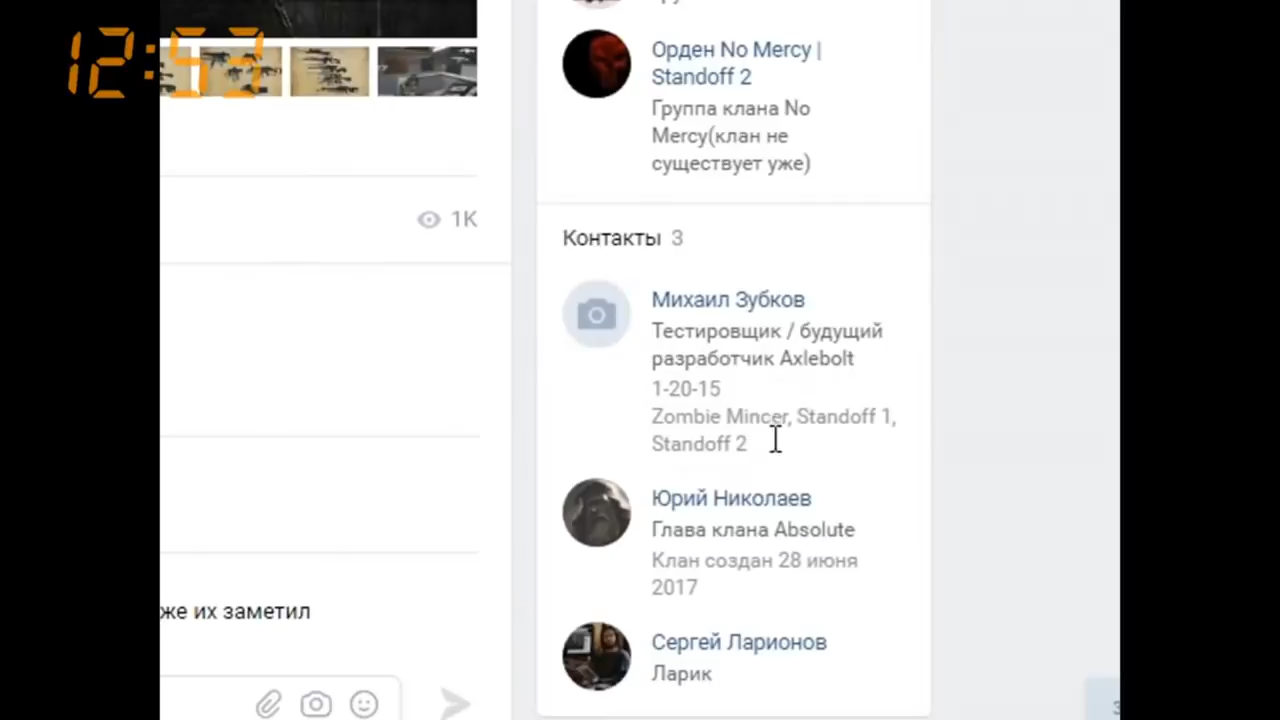 12:53
Орден No Mercy |
Standoff 2
Группа клана No
Mercy(клан не
существует уже)
1K
Контакты 3
Михаил Зубков
Тестировщик / будущий
разработчик Axlebolt
1-20-15
Zombie Mincer, Standoff 1,
Standoff 2
Юрий Николаев
Глава клана Absolute
Клан создан 28 июня
2017
же их заметил
Сергей Ларионов
Ларик